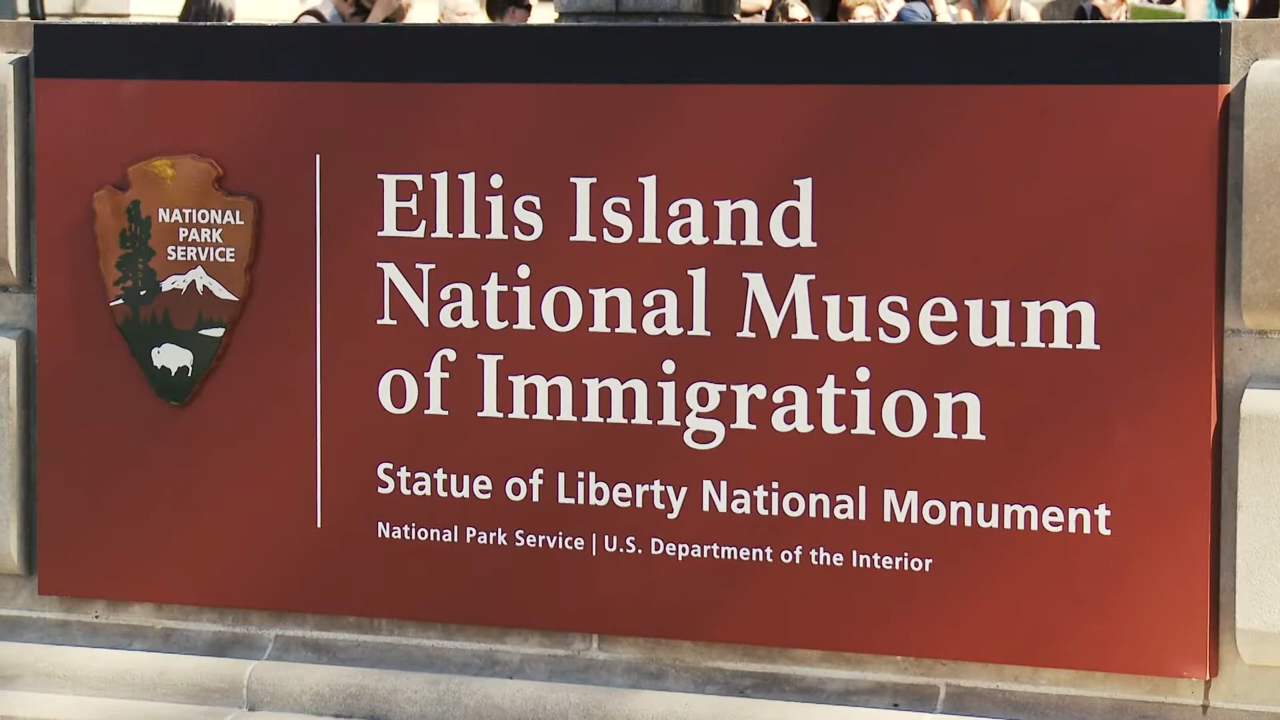 NATIONAL
PARK
SERVICE
Ellis Island
National Museum
of Immigration
Statue of Liberty National Monument
National Park Service | U.S. Department of the Interior